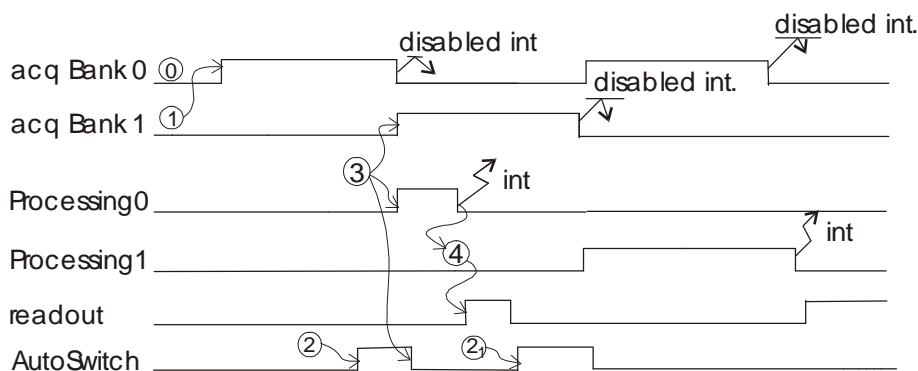 disabled int.
disabled int
acq Bank 0 ⓪
①
disabled int.
acq Bank 1
③
int
Processing0
④
int
Processing1
readout
② ②₁
AutoSwitch